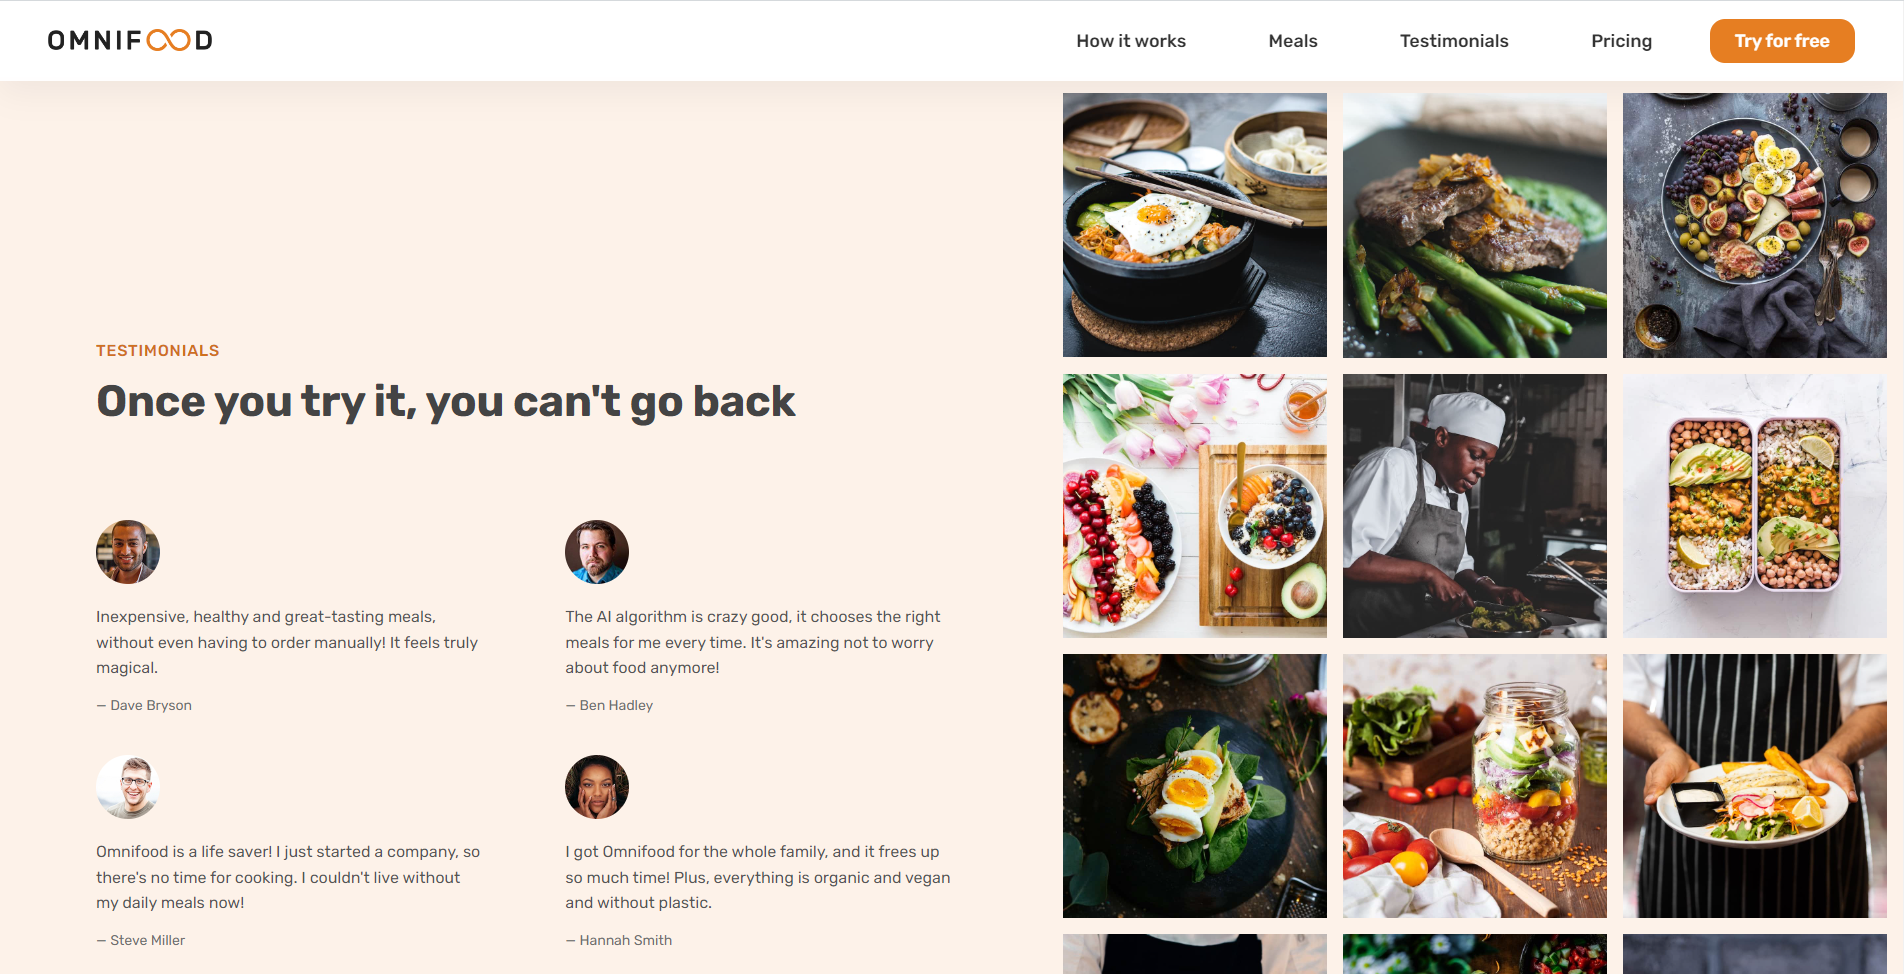 OMNIFOOD
How it works
Meals
Testimonials
Pricing
Try for free
TESTIMONIALS
Once you try it, you can't go back
Inexpensive, healthy and great-tasting meals,
without even having to order manually! It feels truly
magical.
— Dave Bryson
The AI algorithm is crazy good, it chooses the right
meals for me every time. It's amazing not to worry
about food anymore!
— Ben Hadley
Omnifood is a life saver! I just started a company, so
there's no time for cooking. I couldn't live without
my daily meals now!
— Steve Miller
I got Omnifood for the whole family, and it frees up
so much time! Plus, everything is organic and vegan
and without plastic.
— Hannah Smith